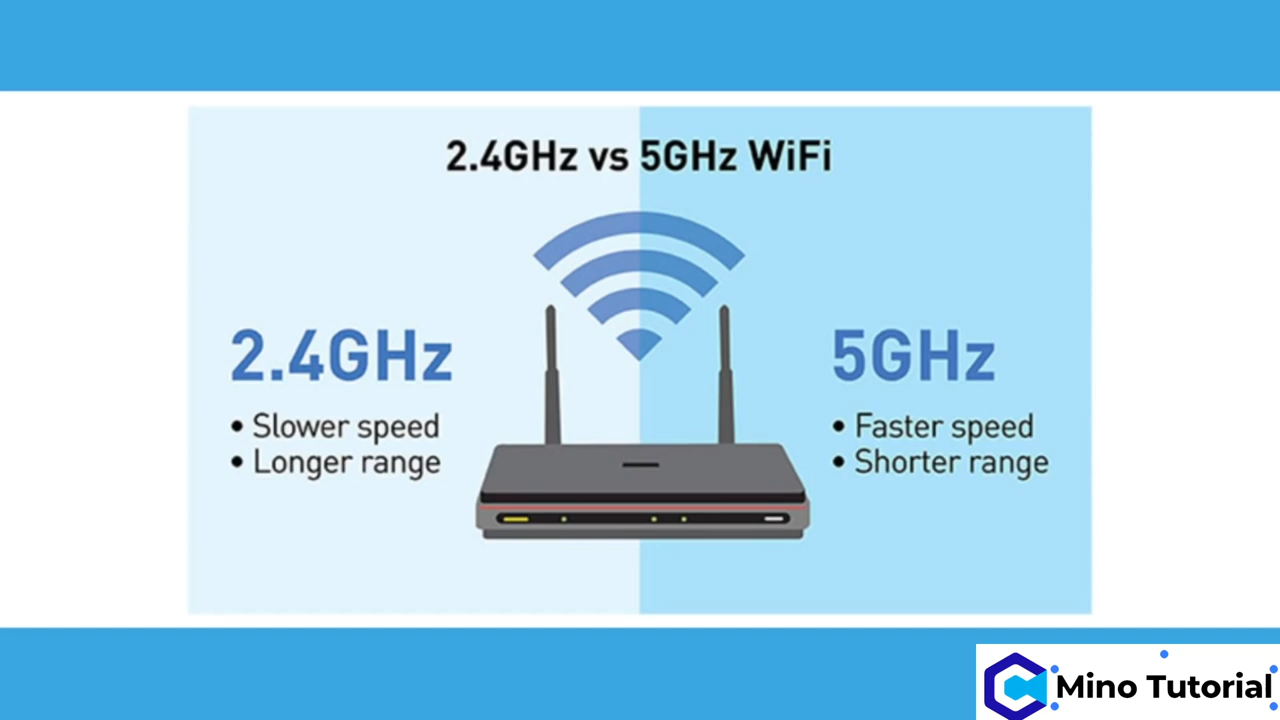 2.4GHz vs 5GHz WiFi
2.4GHz
• Slower speed
• Longer range
5GHz
• Faster speed
• Shorter range
Mino Tutorial